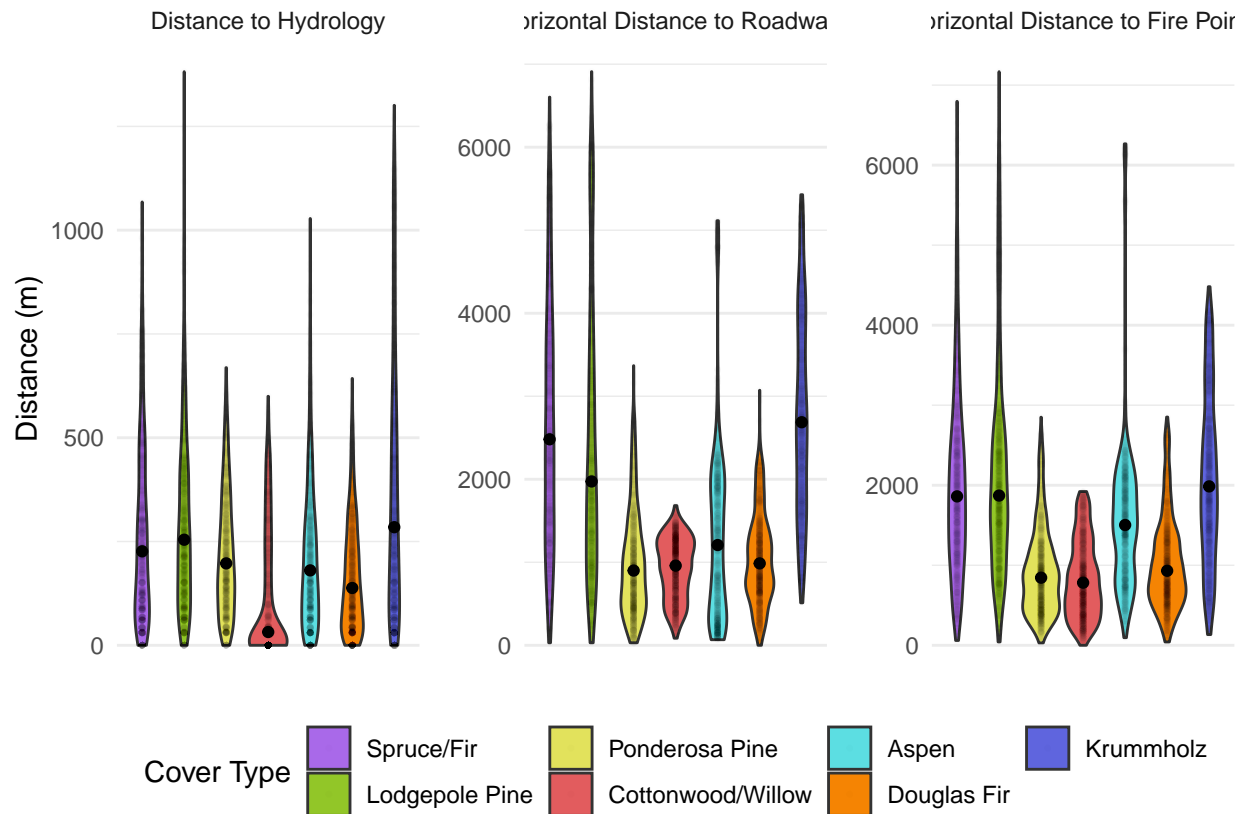 Distance to Hydrology
orizontal Distance to Roadwa
orizontal Distance to Fire Poin
Distance (m)
1000
500
0
6000
4000
2000
0
6000
4000
2000
0
Cover Type
Spruce/Fir
Ponderosa Pine
Aspen
Krummholz
Lodgepole Pine
Cottonwood/Willow
Douglas Fir